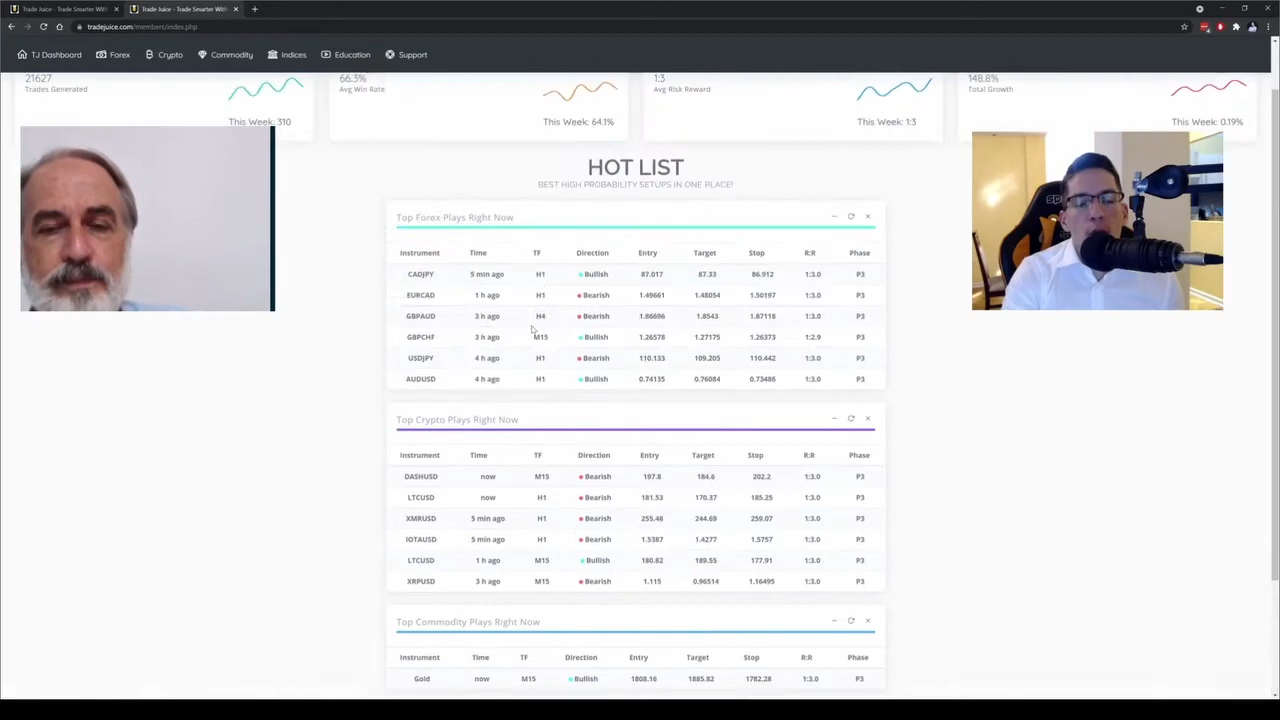 Trade Juice - Trade Smarter With
Trade Juice - Trade Smarter With
tradejuice.com/members/index.php
TJ Dashboard Forex Crypto Commodity Indices Education Support
21627 66.3% 1:3 148.8%
Trades Generated Avg Win Rate Avg Risk Reward Total Growth
This Week: 310 This Week: 64.1% This Week: 1:3 This Week: 0.19%
HOT LIST
BEST HIGH PROBABILITY SETUPS IN ONE PLACE!
Top Forex Plays Right Now
Instrument Time TF Direction Entry Target Stop R:R Phase
CADJPY 5 min ago H1 Bullish 87.017 87.33 86.912 1:3.0 P3
EURCAD 1 h ago H1 Bearish 1.49661 1.48054 1.50197 1:3.0 P3
GBPAUD 3 h ago H4 Bearish 1.86696 1.8543 1.87118 1:3.0 P3
GBPCHF 3 h ago M15 Bullish 1.26578 1.27175 1.26373 1:2.9 P3
USDJPY 4 h ago H1 Bearish 110.133 109.205 110.442 1:3.0 P3
AUDUSD 4 h ago H1 Bullish 0.74135 0.76084 0.73486 1:3.0 P3
Top Crypto Plays Right Now
Instrument Time TF Direction Entry Target Stop R:R Phase
DASHUSD now M15 Bearish 197.8 184.6 202.2 1:3.0 P3
LTCUSD now H1 Bearish 181.53 170.37 185.25 1:3.0 P3
XMRUSD 5 min ago H1 Bearish 255.48 244.69 259.07 1:3.0 P3
IOTAUSD 5 min ago H1 Bearish 1.5387 1.4277 1.5757 1:3.0 P3
LTCUSD 1 h ago M15 Bullish 180.82 189.55 177.91 1:3.0 P3
XRPUSD 3 h ago M15 Bearish 1.115 0.96514 1.16495 1:3.0 P3
Top Commodity Plays Right Now
Instrument Time TF Direction Entry Target Stop R:R Phase
Gold now M15 Bullish 1808.16 1885.82 1782.28 1:3.0 P3